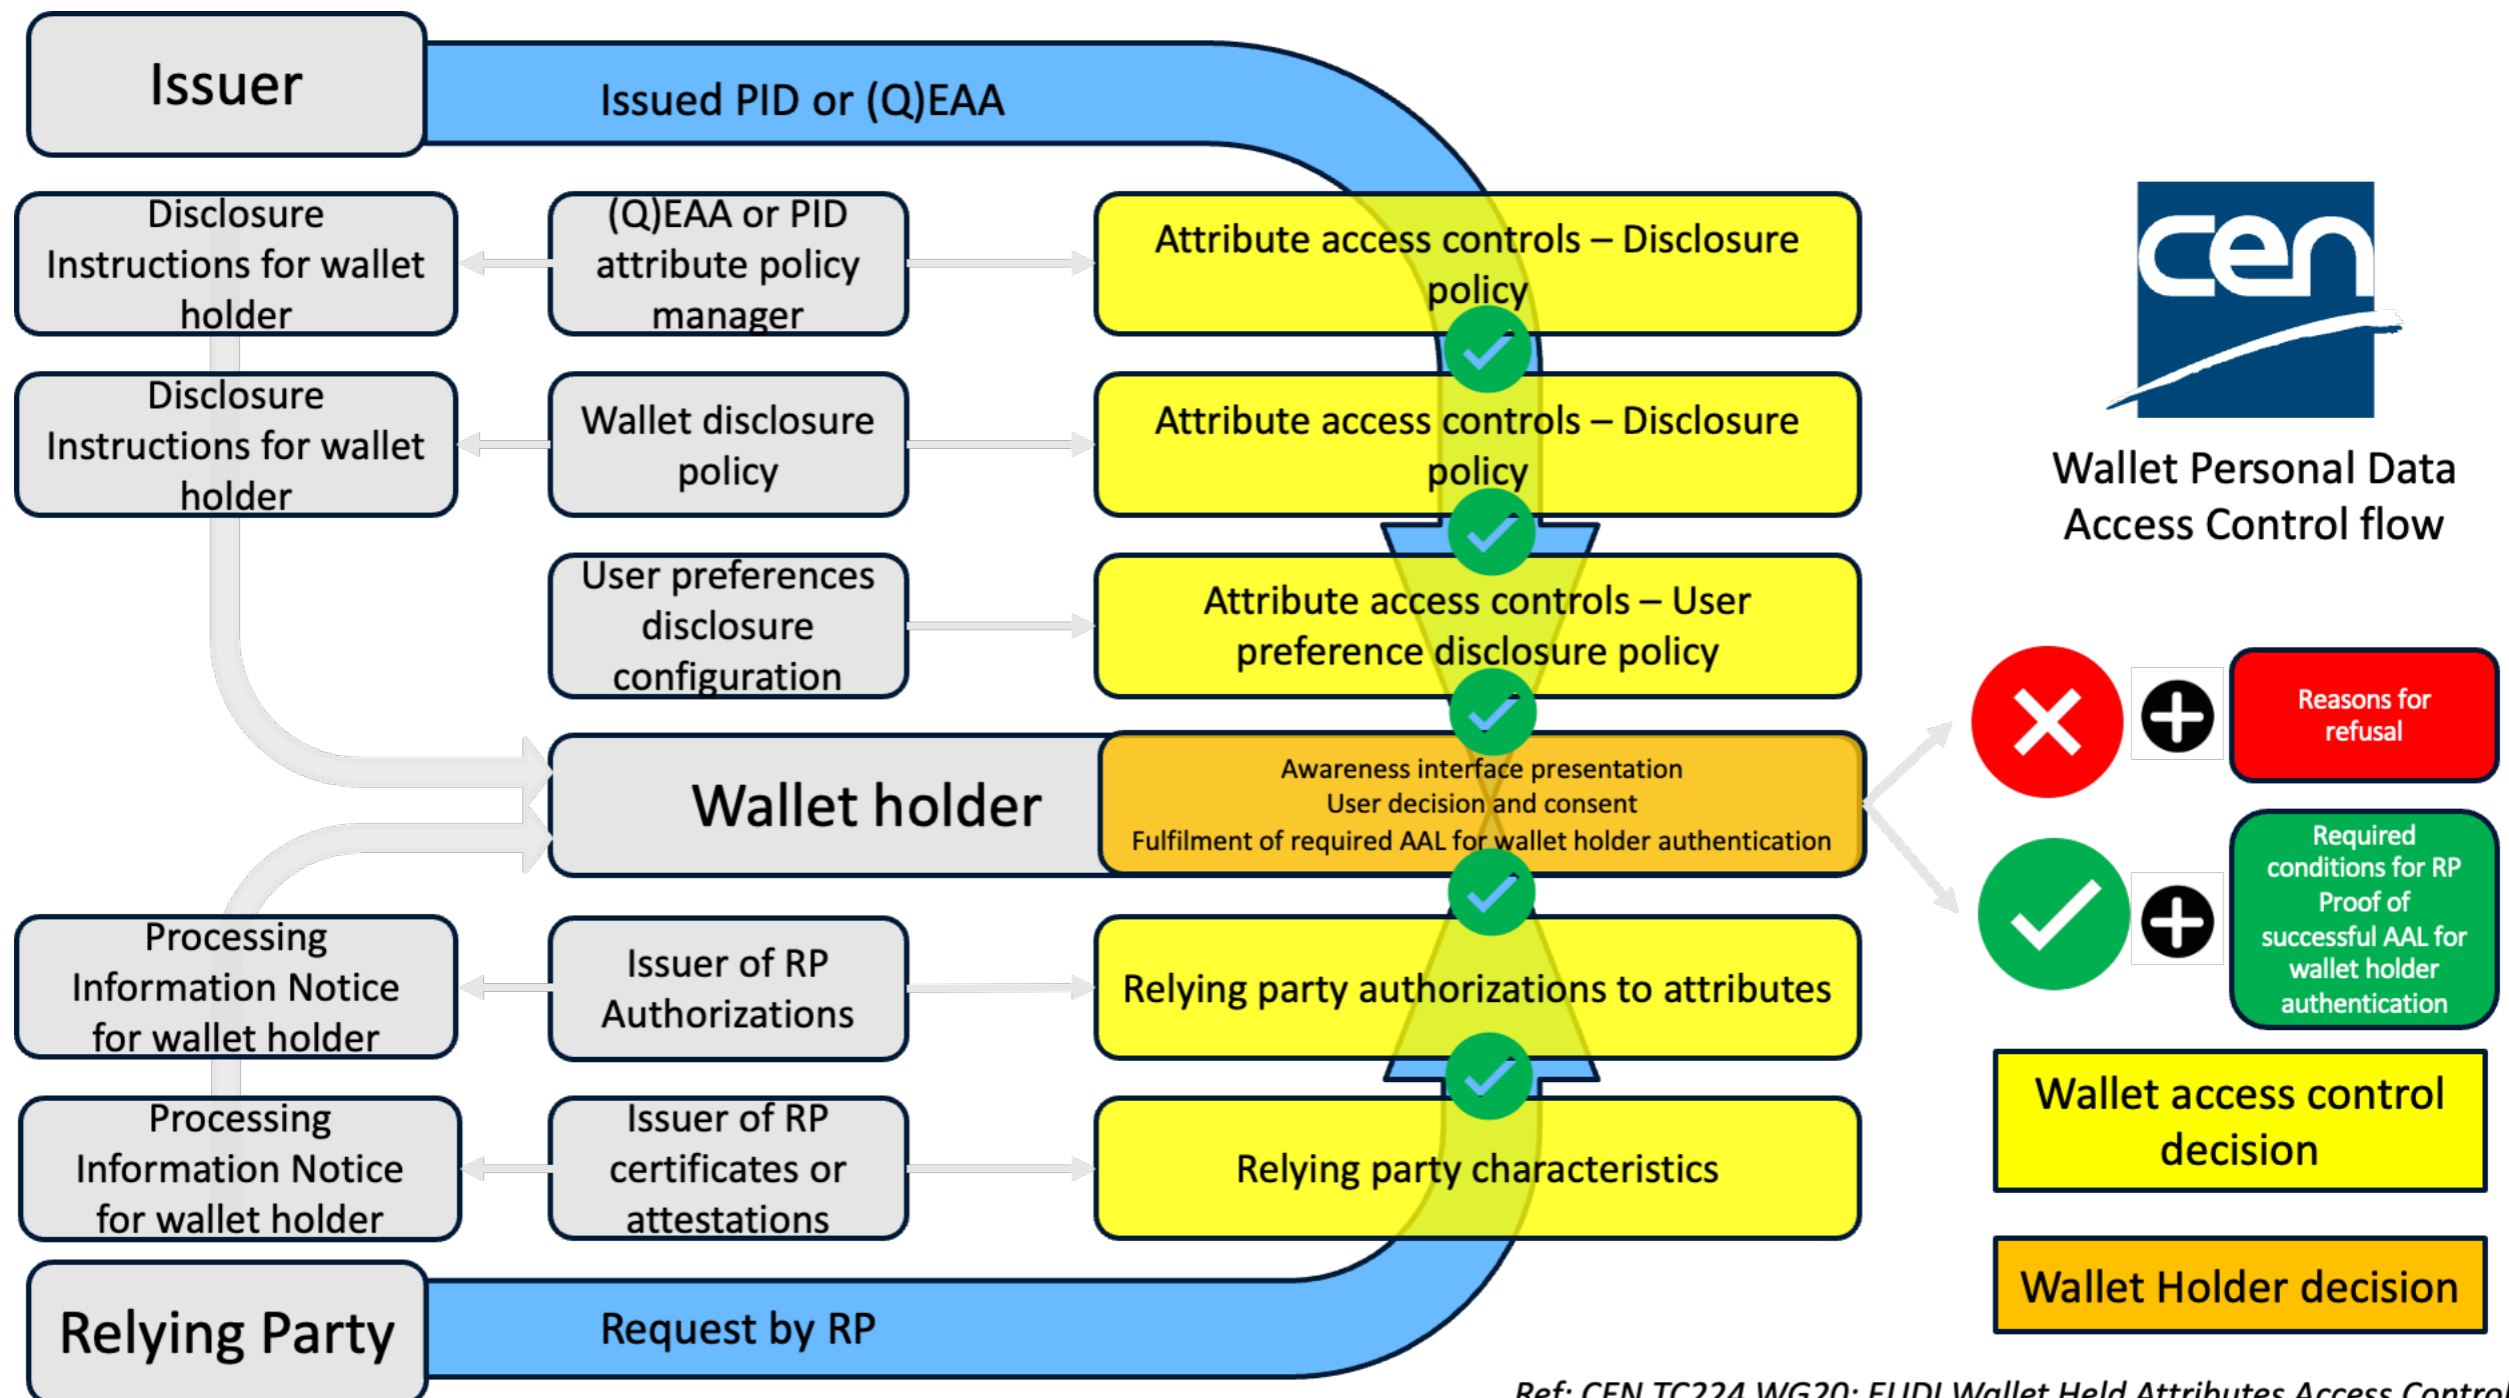 Issuer
Issued PID or (Q)EAA
Disclosure
Instructions for wallet
holder
(Q)EAA or PID
attribute policy
manager
Attribute access controls – Disclosure
policy
cen
Wallet Personal Data
Access Control flow
Disclosure
Instructions for wallet
holder
Wallet disclosure
policy
Attribute access controls – Disclosure
policy
User preferences
disclosure
configuration
Attribute access controls – User
preference disclosure policy
Wallet holder
Awareness interface presentation
User decision and consent
Fulfilment of required AAL for wallet holder authentication
Reasons for
refusal
Required
conditions for RP
Proof of
successful AAL for
wallet holder
authentication
Processing
Information Notice
for wallet holder
Issuer of RP
Authorizations
Relying party authorizations to attributes
Processing
Information Notice
for wallet holder
Issuer of RP
certificates or
attestations
Relying party characteristics
Wallet access control
decision
Wallet Holder decision
Relying Party
Request by RP
Ref: CEN TC224 WG20: EUDI Wallet Held Attributes Access Control